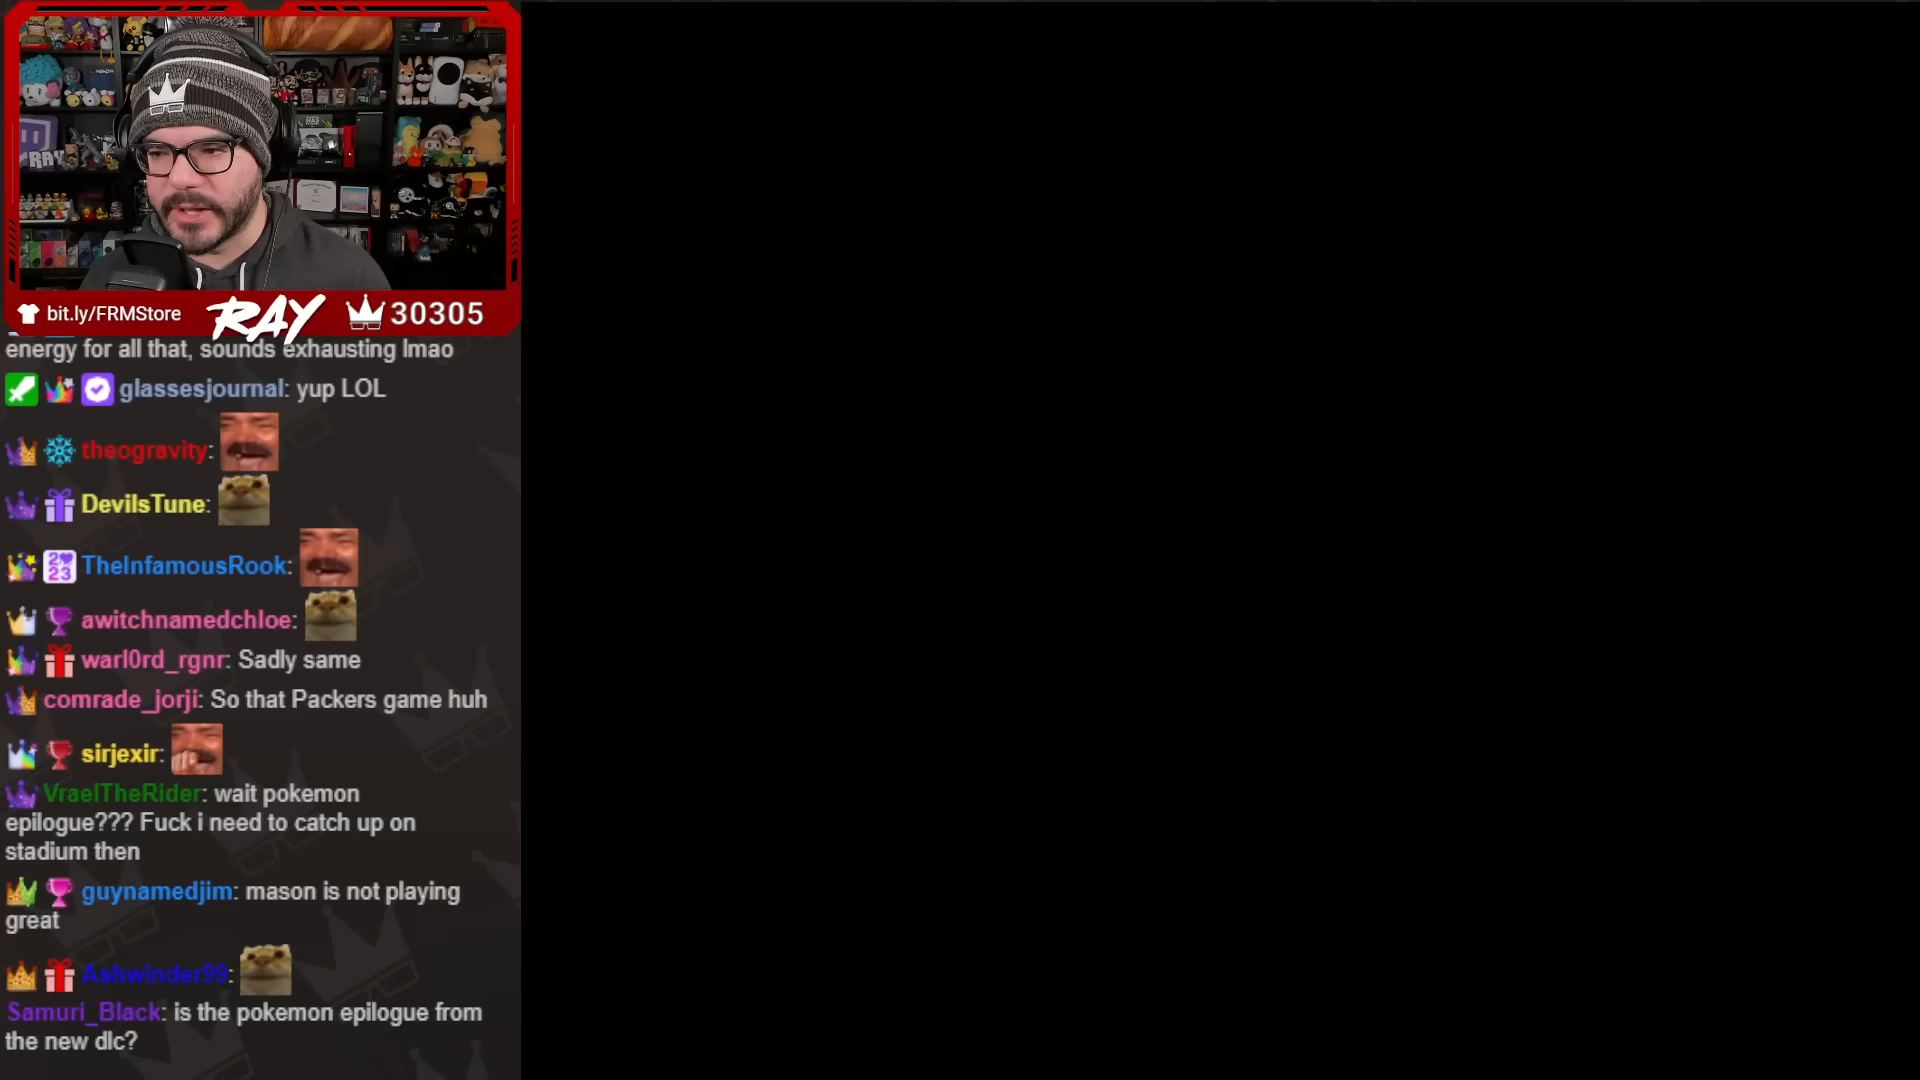 RAY
bit.ly/FRMStore RAY 30305
energy for all that, sounds exhausting lmao
glassesjournal: yup LOL
theogravity:
DevilsTune:
2023 TheInfamousRook:
awitchnamedchloe:
warl0rd_rgnr: Sadly same
comrade_jorji: So that Packers game huh
sirjexir:
VraelTheRider: wait pokemon
epilogue??? Fuck i need to catch up on
stadium then
guynamedjim: mason is not playing
great
Ashwinder99:
Samuri_Black: is the pokemon epilogue from
the new dlc?